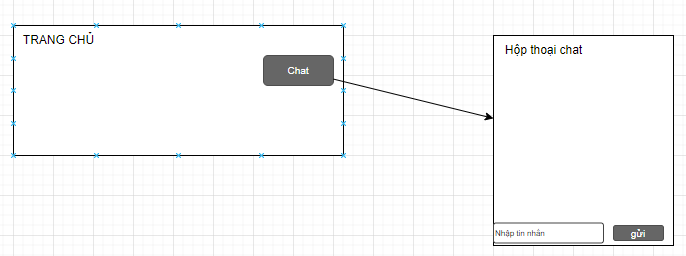 TRANG CHỦ
Chat
Hộp thoại chat
Nhập tin nhắn
gửi